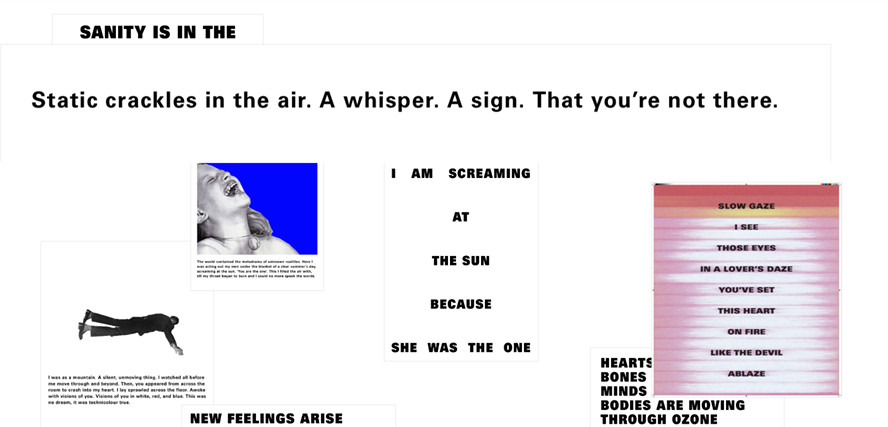 SANITY IS IN THE
Static crackles in the air. A whisper. A sign. That you’re not there.
The world contained the melodrama of unknown realities. Here I
was acting out my own under the blanket of a clear summer's day,
screaming at the sun. 'You are the one'. This I filled the air with,
till my throat began to burn and I could no more speak the words.
I AM SCREAMING
AT
THE SUN
BECAUSE
SHE WAS THE ONE
SLOW GAZE
I SEE
THOSE EYES
IN A LOVER'S DAZE
YOU'VE SET
THIS HEART
ON FIRE
LIKE THE DEVIL
ABLAZE
I was as a mountain. A silent, unmoving thing. I watched all before
me move through and beyond. Then, you appeared from across the
room to crash into my heart. I lay sprawled across the floor. Awoke
with visions of you. Visions of you in white, red, and blue. This was
no dream, it was technicolour true.
NEW FEELINGS ARISE
HEARTS
BONES
MINDS
BODIES ARE MOVING
THROUGH OZONE